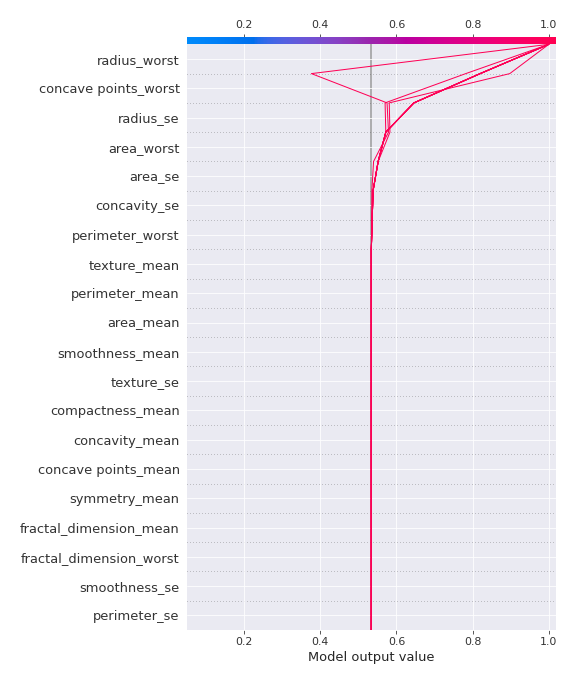 0.2 0.4 0.6 0.8 1.0
radius_worst
concave points_worst
radius_se
area_worst
area_se
concavity_se
perimeter_worst
texture_mean
perimeter_mean
area_mean
smoothness_mean
texture_se
compactness_mean
concavity_mean
concave points_mean
symmetry_mean
fractal_dimension_mean
fractal_dimension_worst
smoothness_se
perimeter_se
0.2 0.4 0.6 0.8 1.0
Model output value